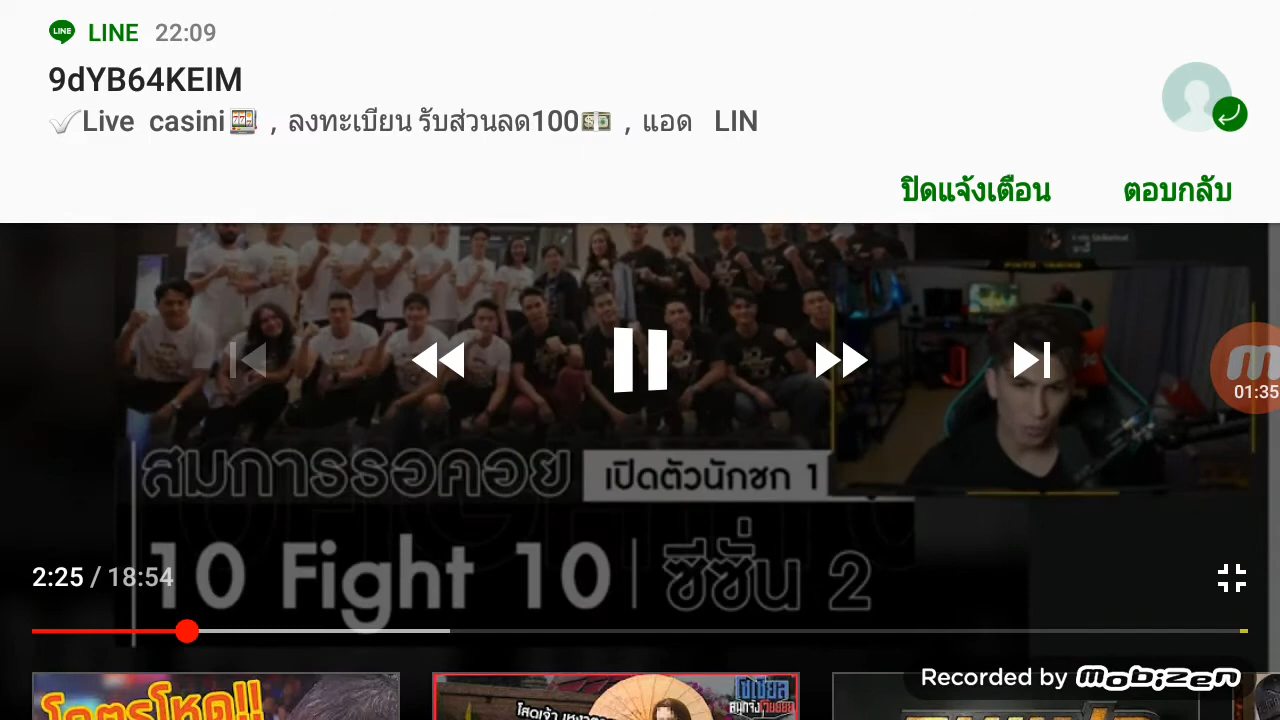 LINE LINE 22:09
9dYB64KEIM
✓Live casini🎰 , ลงทะเบียน รับส่วนลด100💵 , แอด LIN
ปิดแจ้งเตือน ตอบกลับ
01:35
สมการรอคอย เปิดตัวนักชก 1
10 Fight 10 ซีซั่น 2
2:25 / 18:54
Recorded by mobizen
โคตรโหด!!